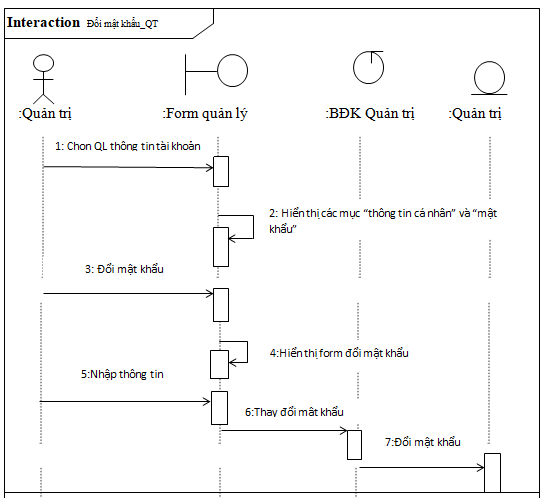 Interaction Đổi mật khẩu_QT
:Quản trị :Form quản lý :BĐK Quản trị :Quản trị
1: Chọn QL thông tin tài khoản
2: Hiển thị các mục “thông tin cá nhân” và “mật
khẩu”
3: Đổi mật khẩu
4:Hiển thị form đổi mật khẩu
5:Nhập thông tin
6:Thay đổi mât khẩu
7:Đổi mật khẩu